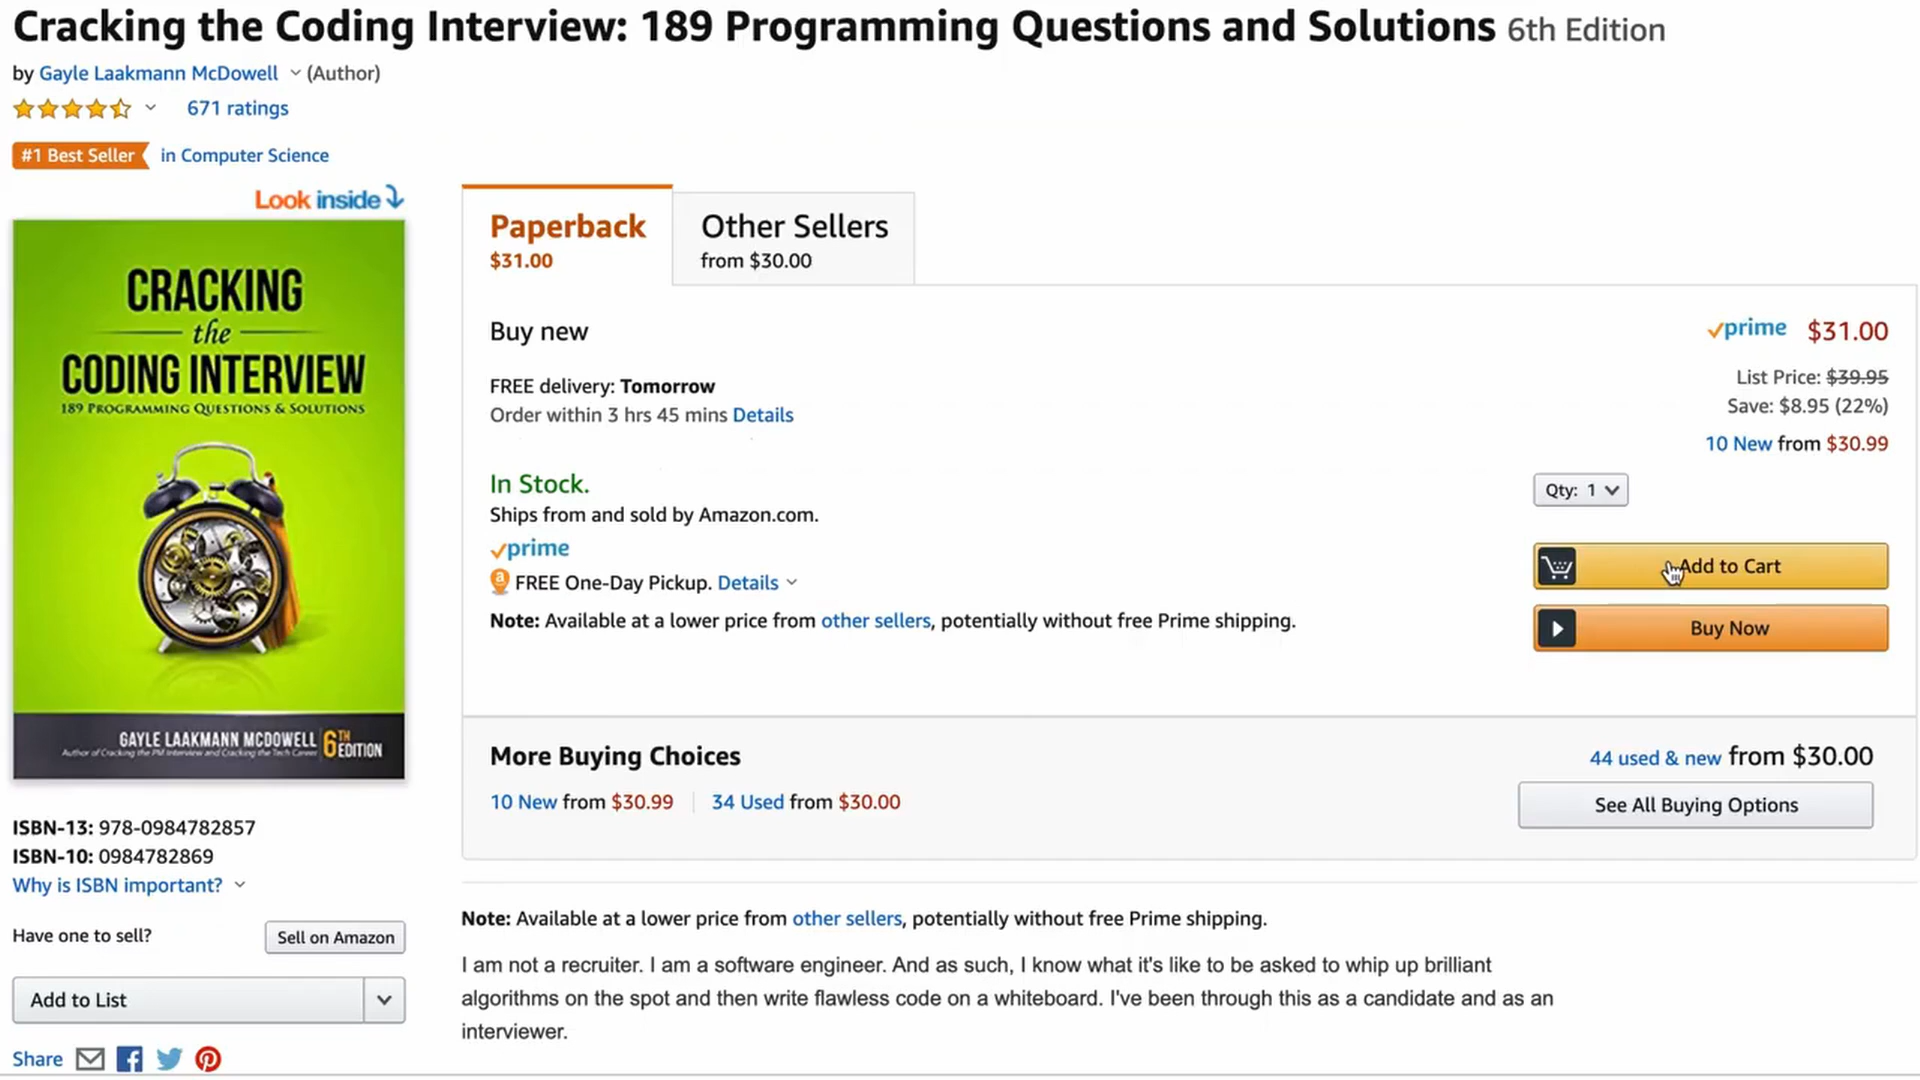 Cracking the Coding Interview: 189 Programming Questions and Solutions 6th Edition
by Gayle Laakmann McDowell (Author)
671 ratings
#1 Best Seller in Computer Science
Look inside
CRACKING
the
CODING INTERVIEW
189 PROGRAMMING QUESTIONS & SOLUTIONS
GAYLE LAAKMANN MCDOWELL
Author of Cracking the PM Interview and Cracking the Tech Career
6TH EDITION
ISBN-13: 978-0984782857
ISBN-10: 0984782869
Why is ISBN important?
Have one to sell? Sell on Amazon
Add to List
Share
Paperback
$31.00
Other Sellers
from $30.00
Buy new
prime $31.00
FREE delivery: Tomorrow
Order within 3 hrs 45 mins Details
List Price: $39.95
Save: $8.95 (22%)
10 New from $30.99
In Stock.
Ships from and sold by Amazon.com.
prime
FREE One-Day Pickup. Details
Note: Available at a lower price from other sellers, potentially without free Prime shipping.
Qty: 1
Add to Cart
Buy Now
More Buying Choices
10 New from $30.99 34 Used from $30.00
44 used & new from $30.00
See All Buying Options
Note: Available at a lower price from other sellers, potentially without free Prime shipping.
I am not a recruiter. I am a software engineer. And as such, I know what it's like to be asked to whip up brilliant
algorithms on the spot and then write flawless code on a whiteboard. I've been through this as a candidate and as an
interviewer.